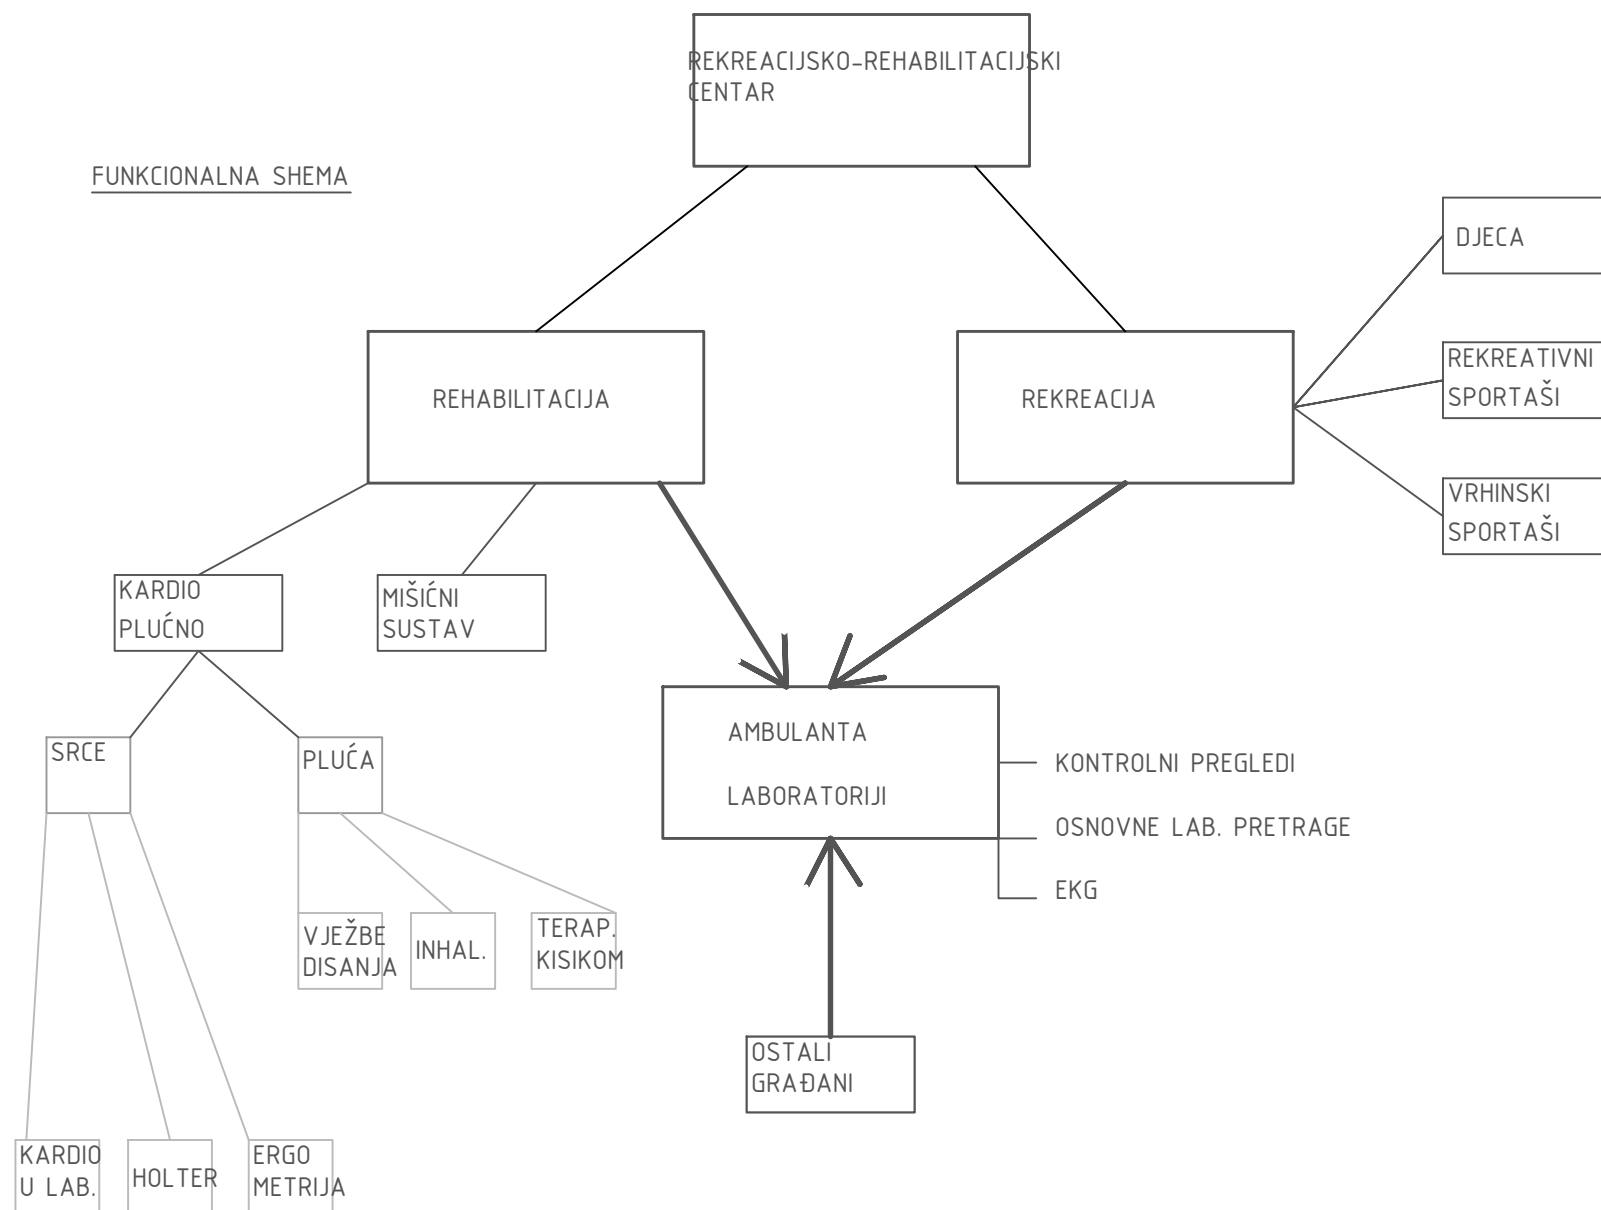 REKREACIJSKO-REHABILITACIJSKI
CENTAR
FUNKCIONALNA SHEMA
DJECA
REKREATIVNI
SPORTAŠI
VRHINSKI
SPORTAŠI
REHABILITACIJA
REKREACIJA
KARDIO
PLUĆNO
MIŠIĆNI
SUSTAV
SRCE
PLUĆA
AMBULANTA
LABORATORIJI
KONTROLNI PREGLEDI
OSNOVNE LAB. PRETRAGE
EKG
VJEŽBE
DISANJA
INHAL.
TERAP.
KISIKOM
OSTALI
GRAĐANI
KARDIO
U LAB.
HOLTER
ERGO
METRIJA